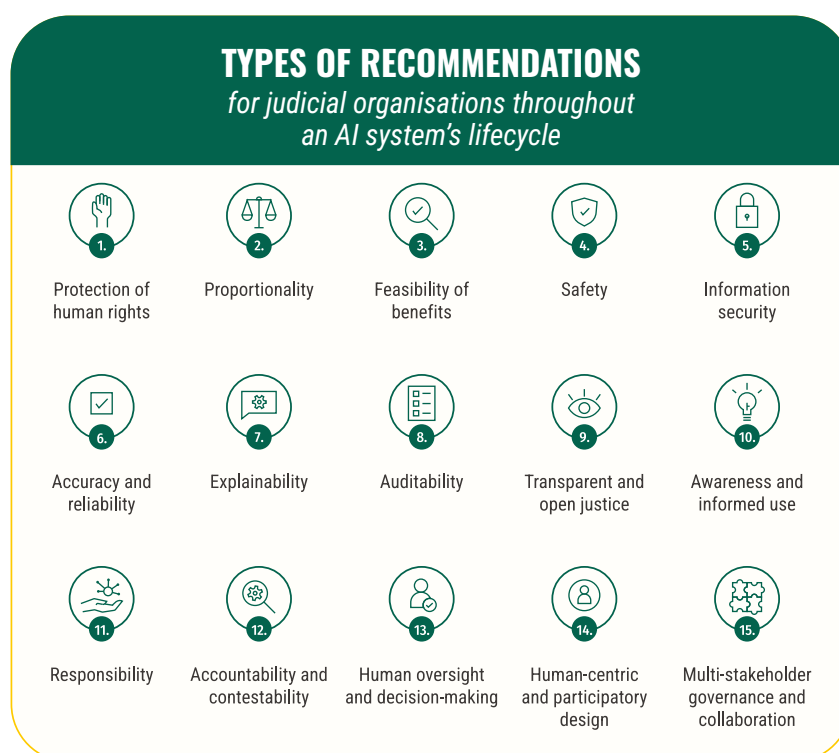 TYPES OF RECOMMENDATIONS
for judicial organisations throughout
an AI system's lifecycle
1.
Protection of
human rights
2.
Proportionality
3.
Feasibility of
benefits
4.
Safety
5.
Information
security
6.
Accuracy and
reliability
7.
Explainability
8.
Auditability
9.
Transparent and
open justice
10.
Awareness and
informed use
11.
Responsibility
12.
Accountability and
contestability
13.
Human oversight
and decision-making
14.
Human-centric
and participatory
design
15.
Multi-stakeholder
governance and
collaboration